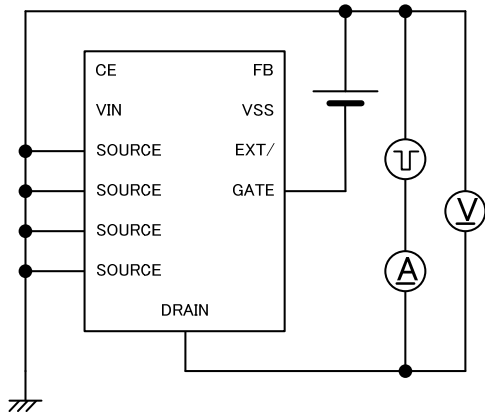 CE FB
VIN VSS
SOURCE EXT/
SOURCE GATE
SOURCE
SOURCE
DRAIN
V
A